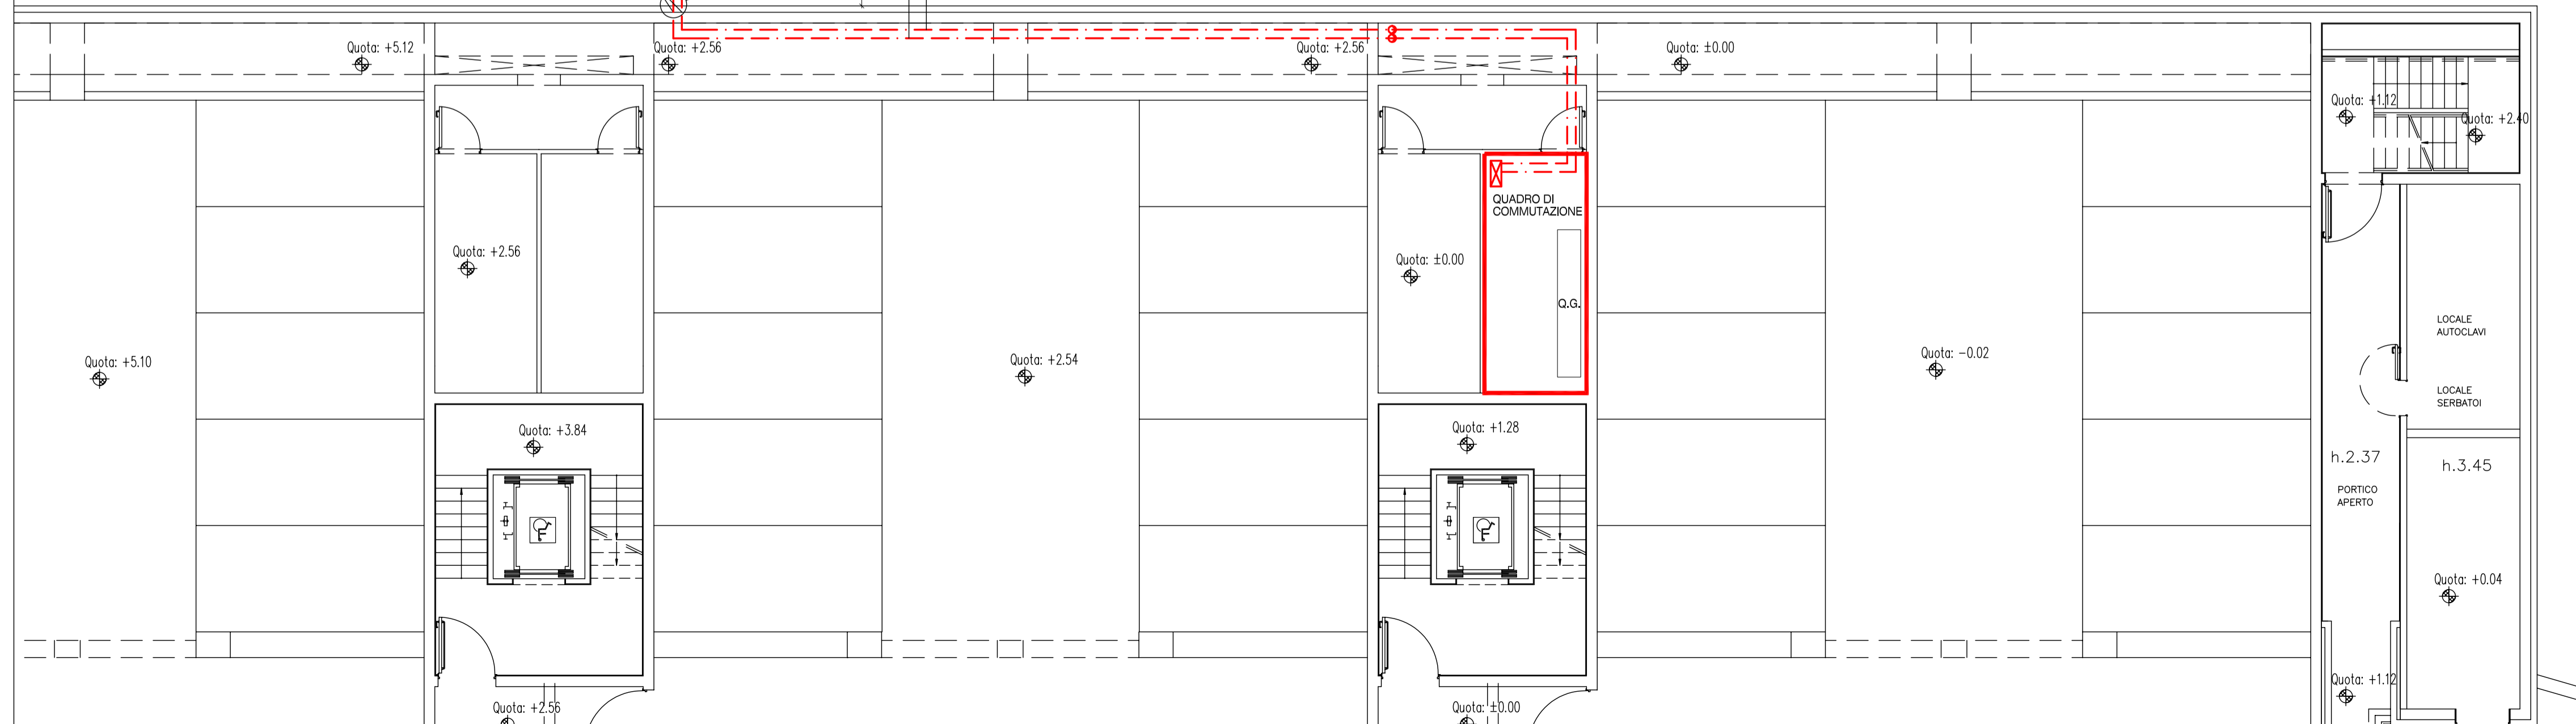 Quota: +5.12
Quota: +2.56
Quota: +2.56
Quota: ±0.00
Quota: +1.12
Quota: +2.40
QUADRO DI
COMMUTAZIONE
Quota: +2.56
Quota: ±0.00
Q.G.
LOCALE
AUTOCLAVI
Quota: +5.10
Quota: +2.54
Quota: -0.02
LOCALE
SERBATOI
Quota: +3.84
Quota: +1.28
h.2.37
h.3.45
PORTICO
APERTO
Quota: +0.04
Quota: +1.12
Quota: +2.56
Quota: ±0.00